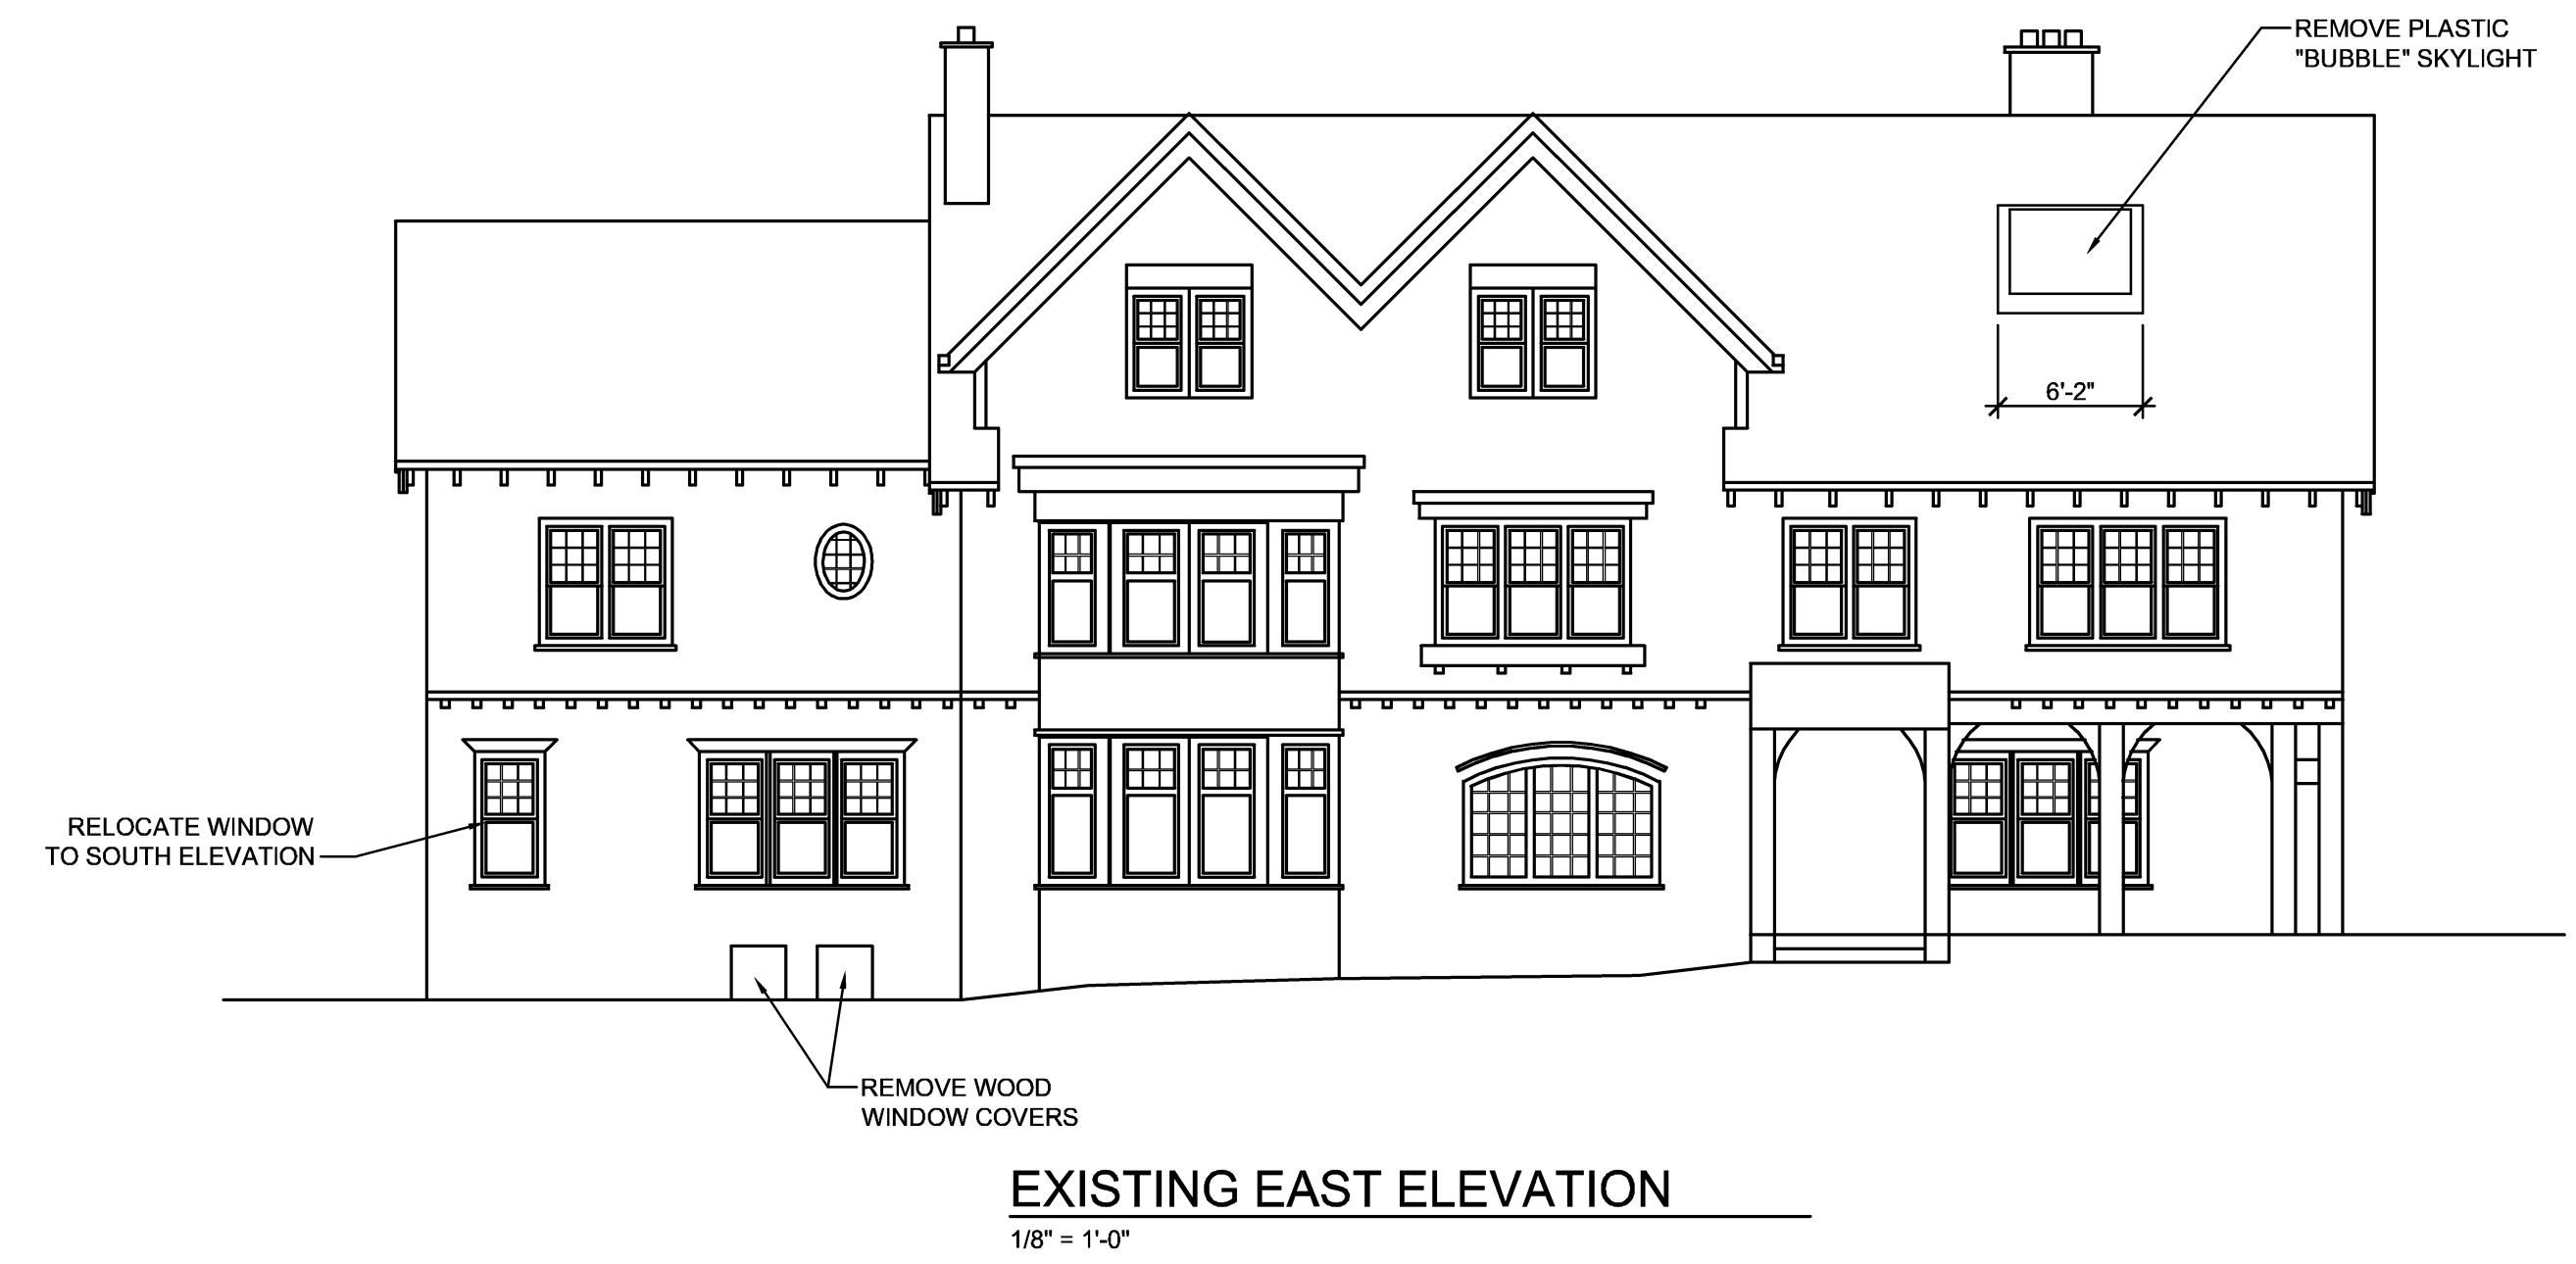 REMOVE PLASTIC
"BUBBLE" SKYLIGHT
6'-2"
RELOCATE WINDOW
TO SOUTH ELEVATION
REMOVE WOOD
WINDOW COVERS
EXISTING EAST ELEVATION
1/8" = 1'-0"